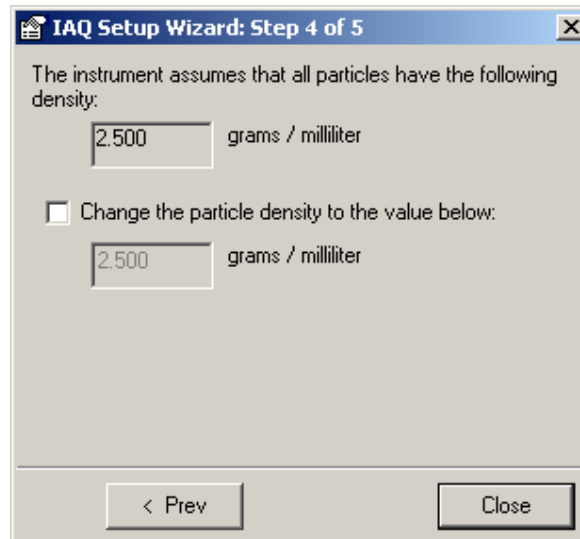 IAQ Setup Wizard: Step 4 of 5
The instrument assumes that all particles have the following
density:
2.500 grams / milliliter
Change the particle density to the value below:
2.500 grams / milliliter
< Prev Close